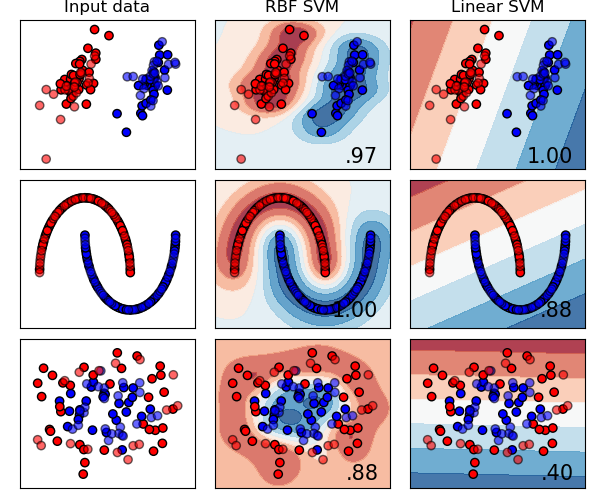 Input data
RBF SVM
Linear SVM
.97
1.00
1.00
.88
.88
.40